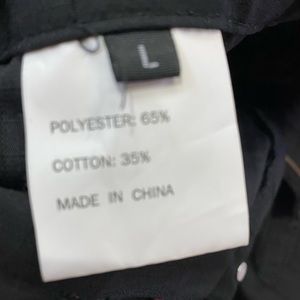 L
POLYESTER: 65%
COTTON: 35%
MADE IN CHINA